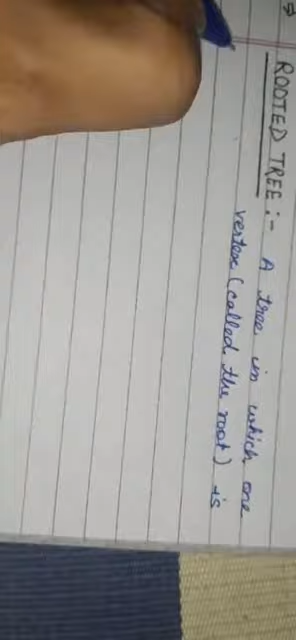 ROOTED TREE :- A tree in which one
vertex (called the root) is